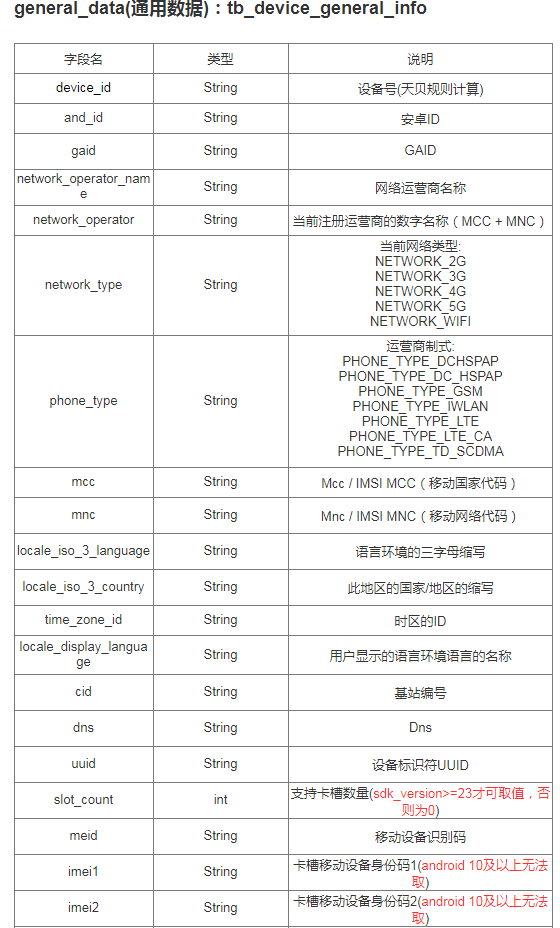 general_data(通用数据)：tb_device_general_info
字段名 类型 说明
device_id String 设备号(天贝规则计算)
and_id String 安卓ID
gaid String GAID
network_operator_nam
e String 网络运营商名称
network_operator String 当前注册运营商的数字名称（MCC + MNC）
network_type String 当前网络类型:
NETWORK_2G
NETWORK_3G
NETWORK_4G
NETWORK_5G
NETWORK_WIFI
phone_type String 运营商制式:
PHONE_TYPE_DCHSPAP
PHONE_TYPE_DC_HSPAP
PHONE_TYPE_GSM
PHONE_TYPE_IWLAN
PHONE_TYPE_LTE
PHONE_TYPE_LTE_CA
PHONE_TYPE_TD_SCDMA
mcc String Mcc / IMSI MCC（移动国家代码）
mnc String Mnc / IMSI MNC（移动网络代码）
locale_iso_3_language String 语言环境的三字母缩写
locale_iso_3_country String 此地区的国家/地区的缩写
time_zone_id String 时区的ID
locale_display_langua
ge String 用户显示的语言环境语言的名称
cid String 基站编号
dns String Dns
uuid String 设备标识符UUID
slot_count int 支持卡槽数量(sdk_version>=23才可取值，否
则为0)
meid String 移动设备识别码
imei1 String 卡槽移动设备身份码1(android 10及以上无法
取)
imei2 String 卡槽移动设备身份码2(android 10及以上无法
取)